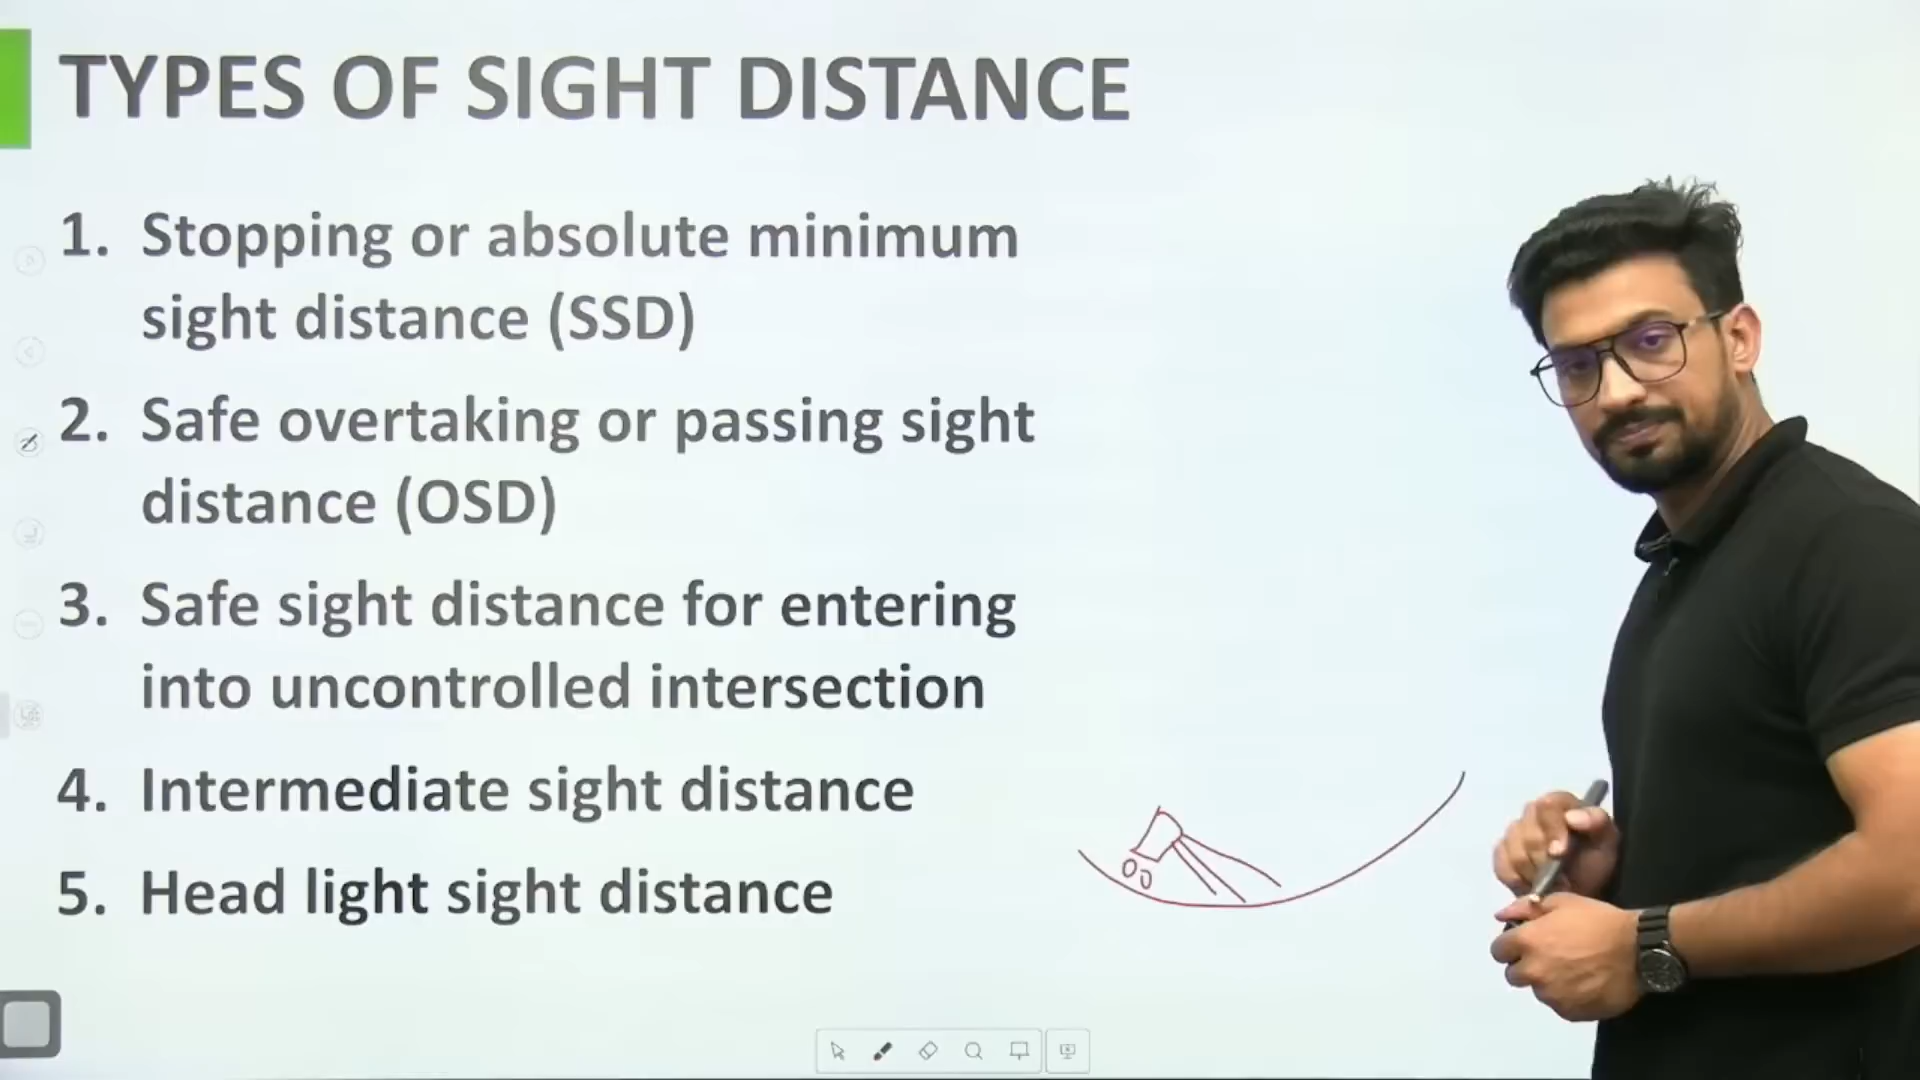 TYPES OF SIGHT DISTANCE
1. Stopping or absolute minimum
sight distance (SSD)
2. Safe overtaking or passing sight
distance (OSD)
3. Safe sight distance for entering
into uncontrolled intersection
4. Intermediate sight distance
5. Head light sight distance